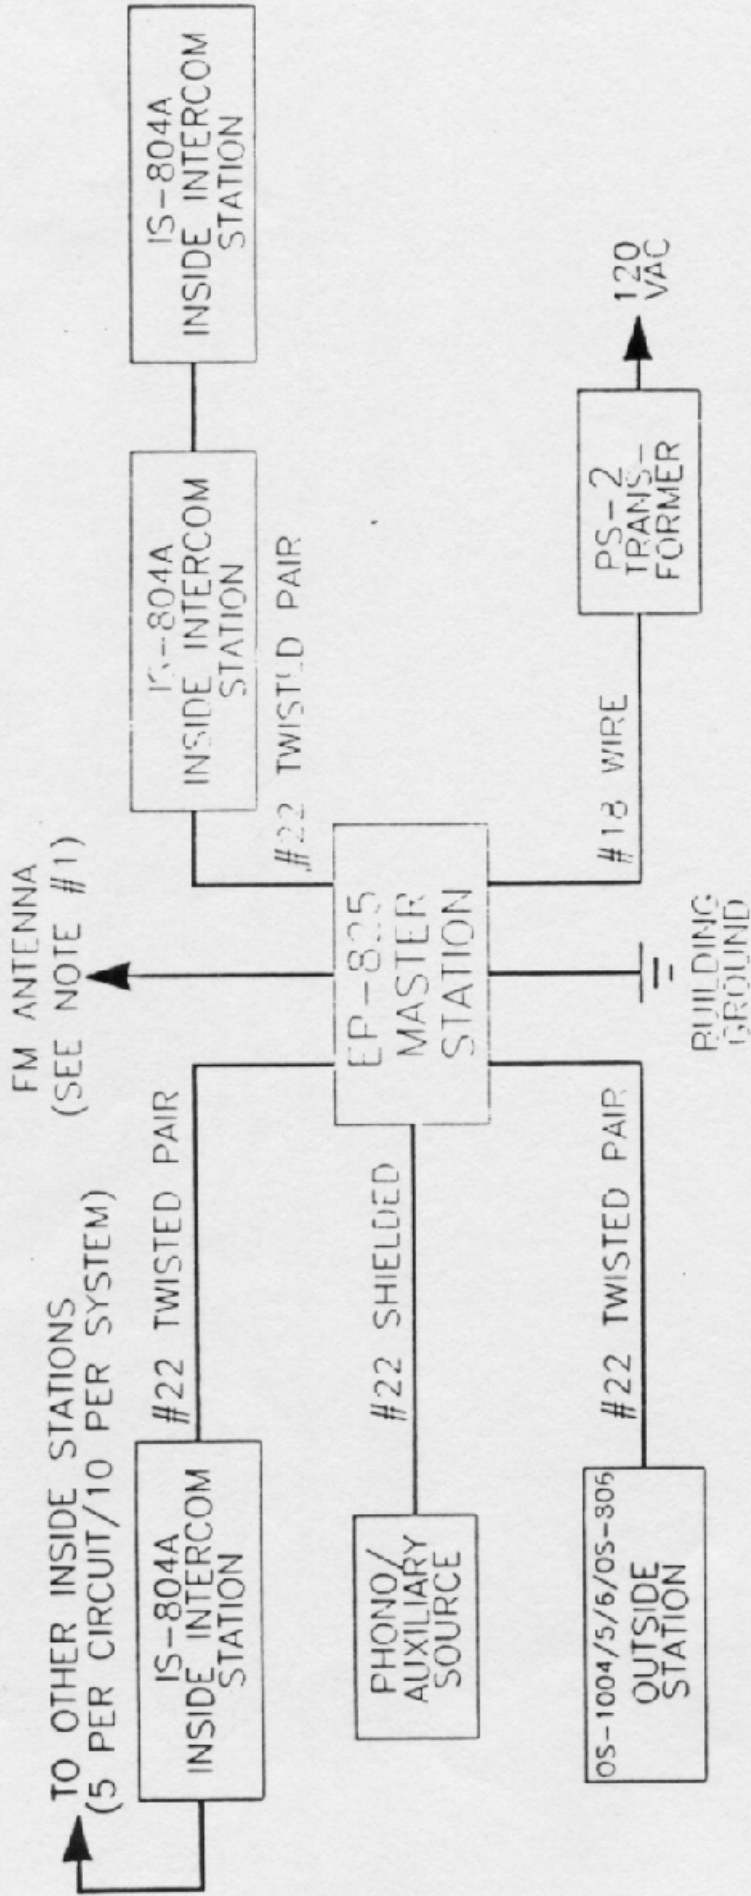 TO OTHER INSIDE STATIONS
(5 PER CIRCUIT/10 PER SYSTEM)
FM ANTENNA
(SEE NOTE #1)
IS-804A
INSIDE INTERCOM
STATION
#22 TWISTED PAIR
IS-804A
INSIDE INTERCOM
STATION
#22 TWISTED PAIR
IS-804A
INSIDE INTERCOM
STATION
PHONO/
AUXILIARY
SOURCE
#22 SHIELDED
EP-825
MASTER
STATION
OS-1004/5/6/OS-806
OUTSIDE
STATION
#22 TWISTED PAIR
BUILDING
GROUND
#18 WIRE
PS-2
TRANS-
FORMER
120
VAC